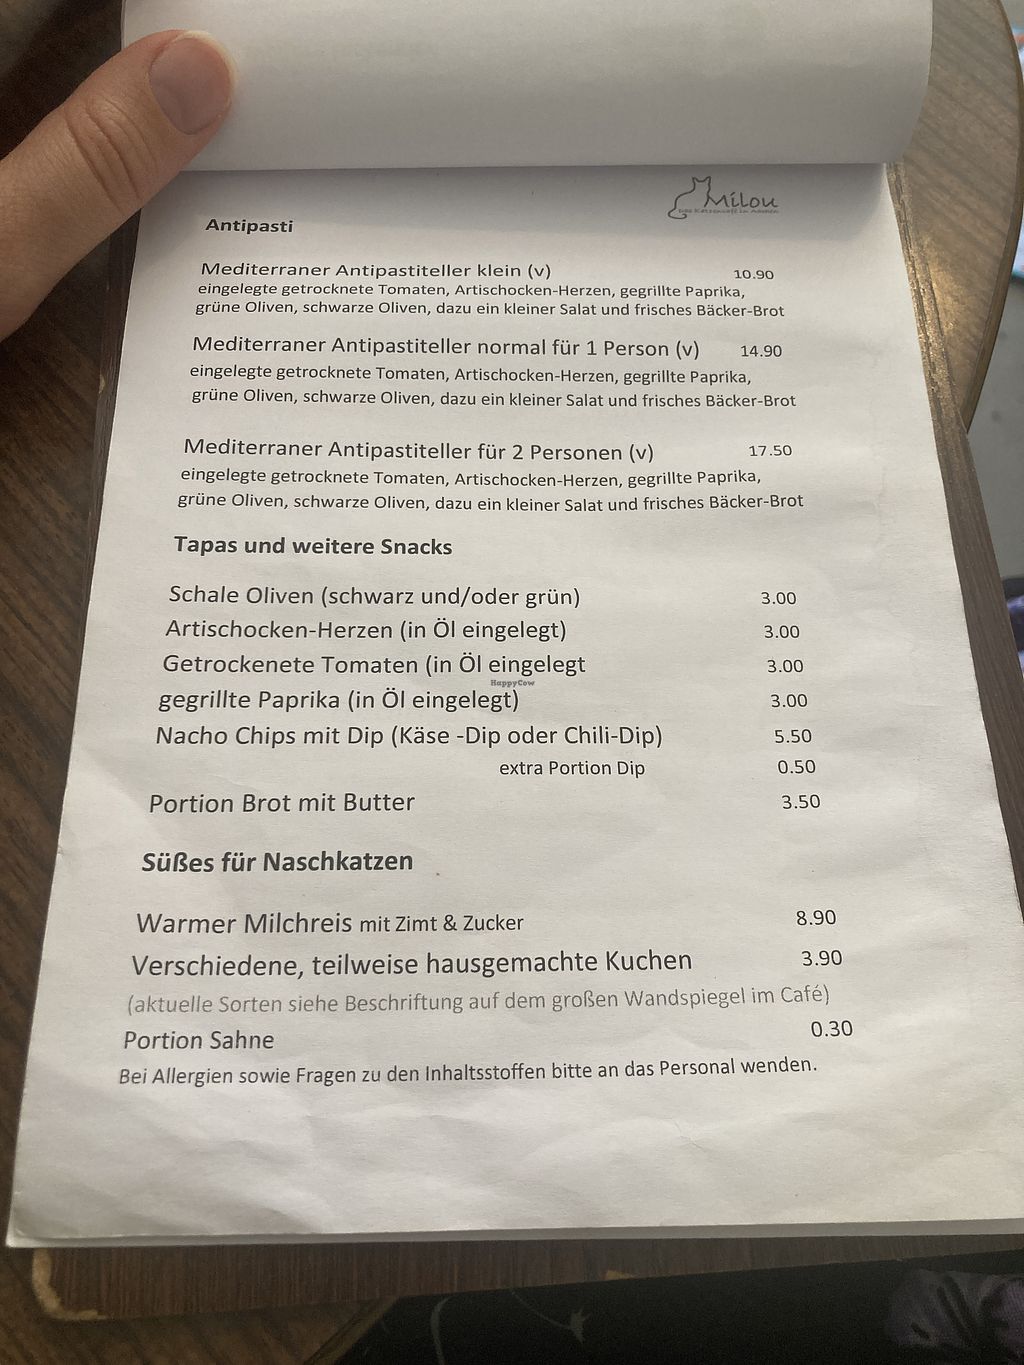 Milou
Das Katzencafé in Aachen
Antipasti
Mediterraner Antipastiteller klein (v) 10.90
eingelegte getrocknete Tomaten, Artischocken-Herzen, gegrillte Paprika,
grüne Oliven, schwarze Oliven, dazu ein kleiner Salat und frisches Bäcker-Brot
Mediterraner Antipastiteller normal für 1 Person (v) 14.90
eingelegte getrocknete Tomaten, Artischocken-Herzen, gegrillte Paprika,
grüne Oliven, schwarze Oliven, dazu ein kleiner Salat und frisches Bäcker-Brot
Mediterraner Antipastiteller für 2 Personen (v) 17.50
eingelegte getrocknete Tomaten, Artischocken-Herzen, gegrillte Paprika,
grüne Oliven, schwarze Oliven, dazu ein kleiner Salat und frisches Bäcker-Brot
Tapas und weitere Snacks
Schale Oliven (schwarz und/oder grün) 3.00
Artischocken-Herzen (in Öl eingelegt) 3.00
Getrockenete Tomaten (in Öl eingelegt 3.00
HappyCow
gegrillte Paprika (in Öl eingelegt) 3.00
Nacho Chips mit Dip (Käse -Dip oder Chili-Dip) 5.50
extra Portion Dip 0.50
Portion Brot mit Butter 3.50
Süßes für Naschkatzen
Warmer Milchreis mit Zimt & Zucker 8.90
Verschiedene, teilweise hausgemachte Kuchen 3.90
(aktuelle Sorten siehe Beschriftung auf dem großen Wandspiegel im Café)
Portion Sahne 0.30
Bei Allergien sowie Fragen zu den Inhaltsstoffen bitte an das Personal wenden.